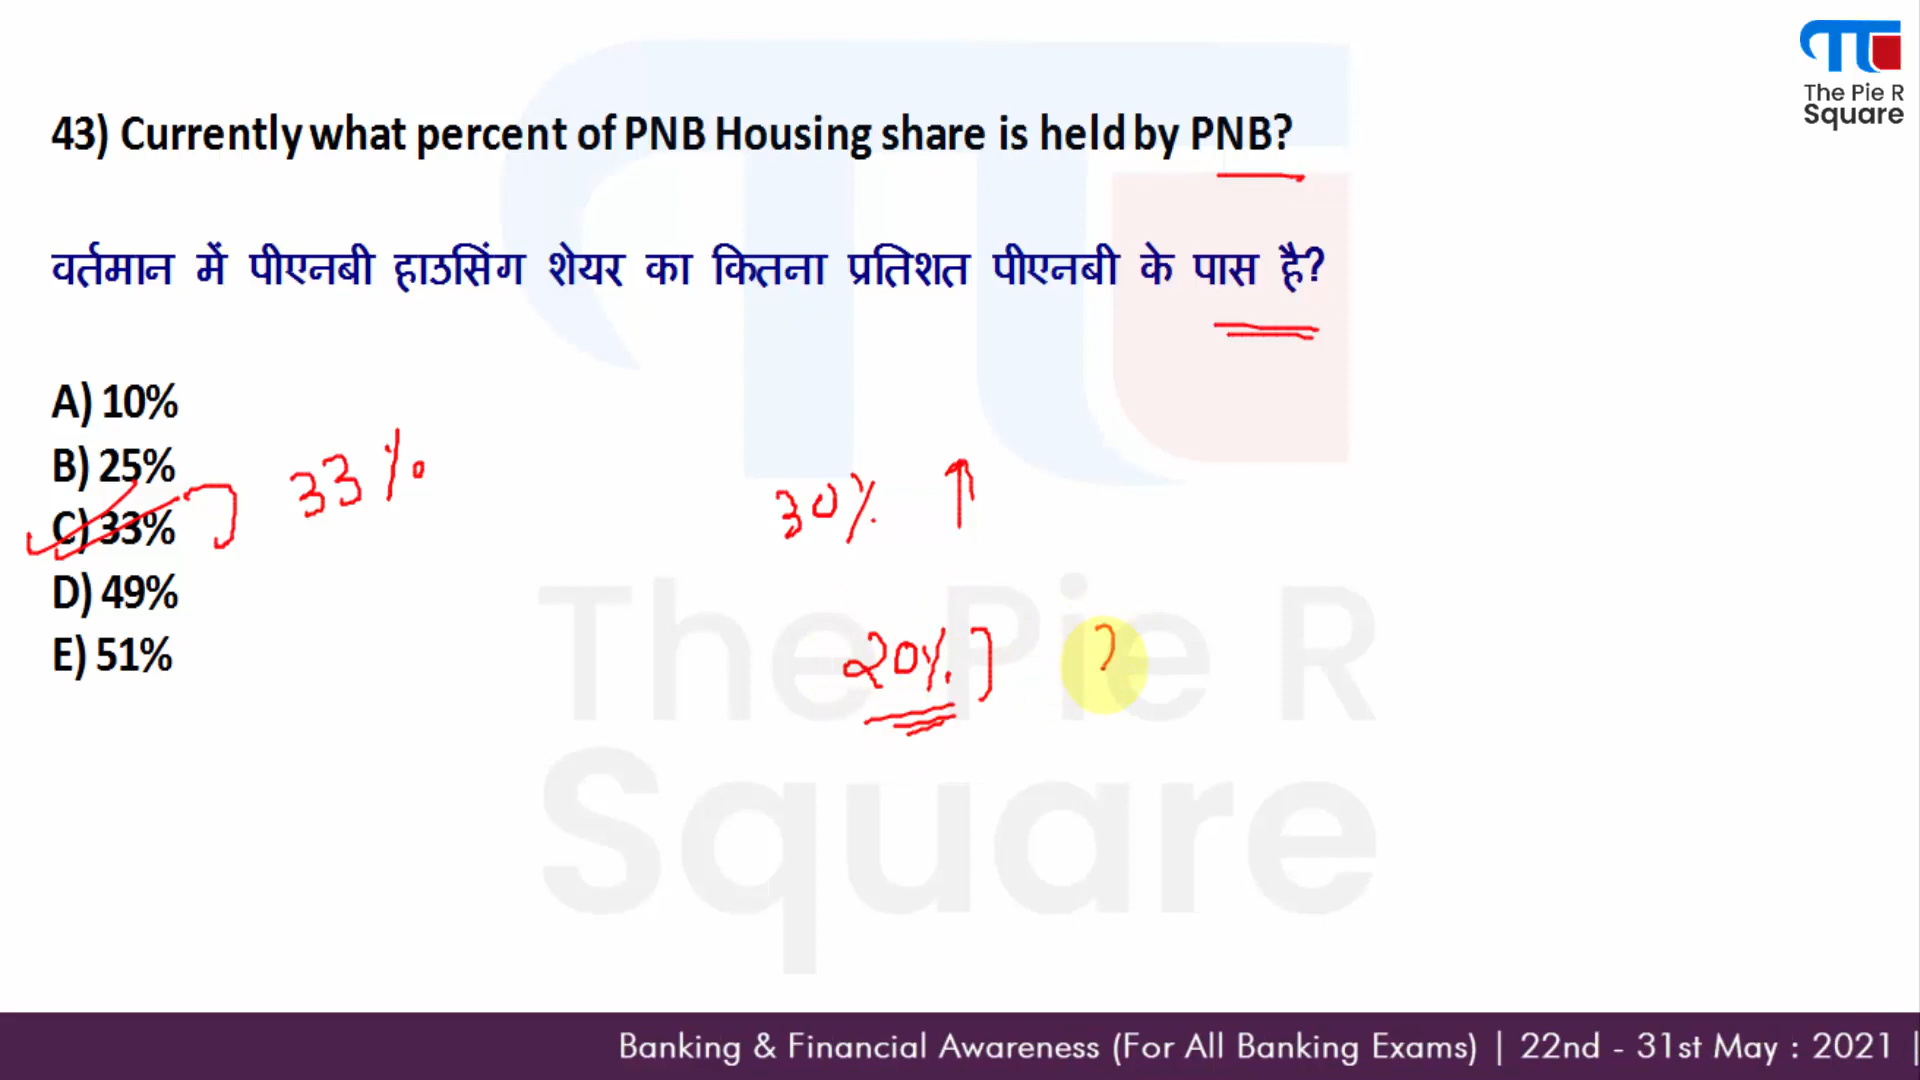 The Pie R
Square
43) Currently what percent of PNB Housing share is held by PNB?
वर्तमान में पीएनबी हाउसिंग शेयर का कितना प्रतिशत पीएनबी के पास है?
A) 10%
B) 25%
C) 33%
D) 49%
E) 51%
33%
30% ↑
20%
?
The Pie R
Square
Banking & Financial Awareness (For All Banking Exams) | 22nd - 31st May : 2021 |